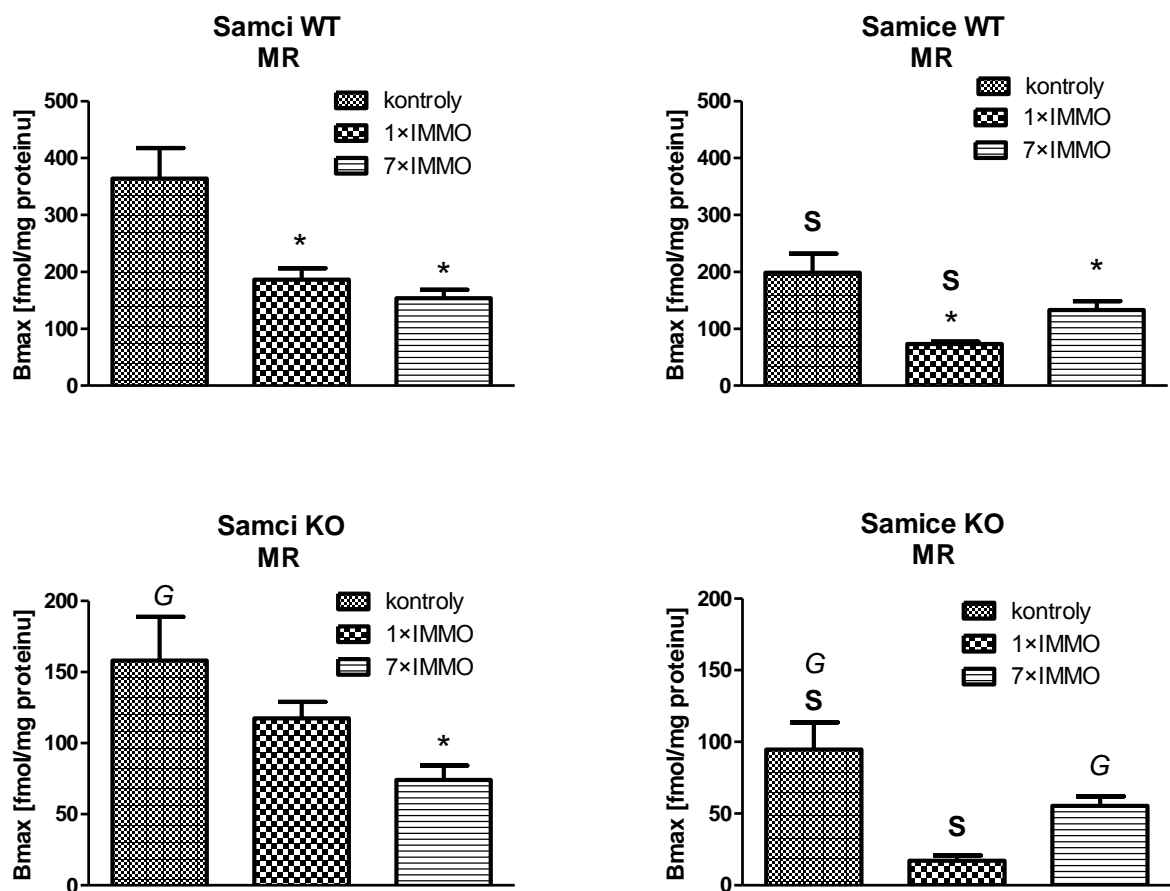 Samci WT
MR
kontroly
1×IMMO
7×IMMO
Bmax [fmol/mg proteinu]
500
400
300
200
100
0
*
*
Samice WT
MR
kontroly
1×IMMO
7×IMMO
Bmax [fmol/mg proteinu]
500
400
300
200
100
0
S
S
*
*
Samci KO
MR
kontroly
1×IMMO
7×IMMO
Bmax [fmol/mg proteinu]
200
150
100
50
0
G
*
Samice KO
MR
kontroly
1×IMMO
7×IMMO
Bmax [fmol/mg proteinu]
200
150
100
50
0
G
S
S
G